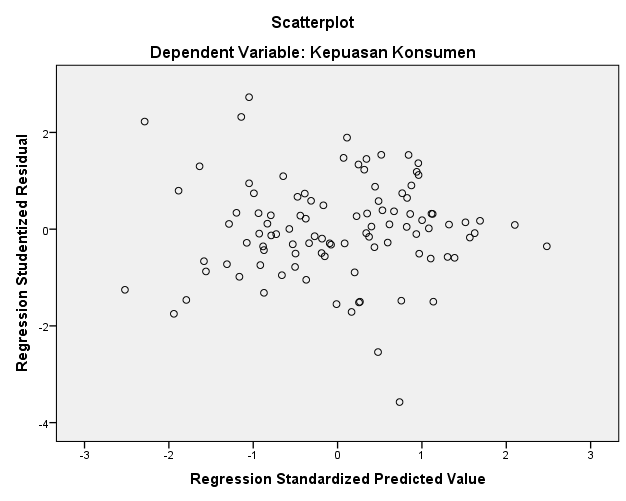 Scatterplot
Dependent Variable: Kepuasan Konsumen
Regression Studentized Residual
2
0
-2
-4
-3
-2
-1
0
1
2
3
Regression Standardized Predicted Value